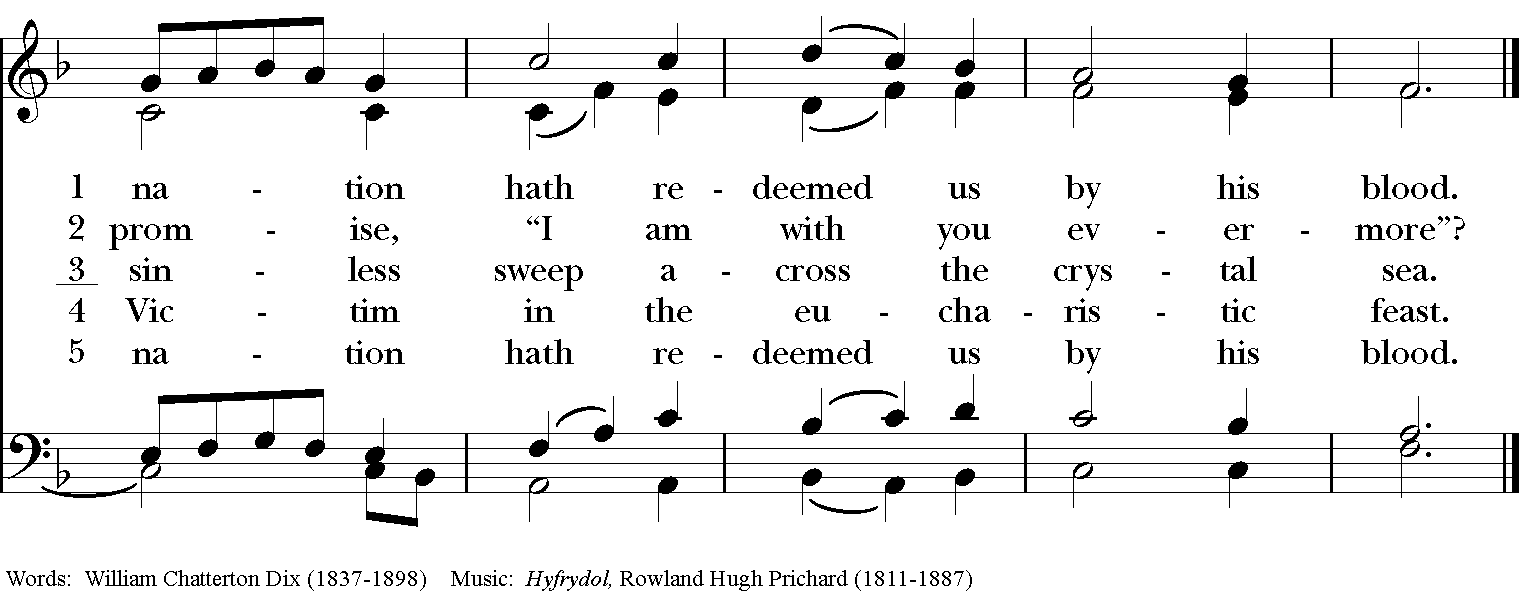 1 na - tion hath re - deemed us by his blood.
2 prom - ise, “I am with you ev - er - more”?
3 sin - less sweep a - cross the crys - tal sea.
4 Vic - tim in the eu - cha - ris - tic feast.
5 na - tion hath re - deemed us by his blood.
Words: William Chatterton Dix (1837-1898) Music: Hyfrydol, Rowland Hugh Prichard (1811-1887)